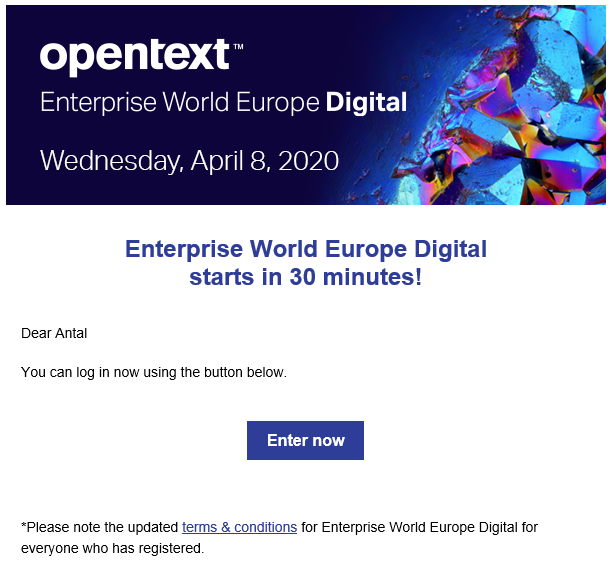 opentext™
Enterprise World Europe Digital
Wednesday, April 8, 2020
Enterprise World Europe Digital
starts in 30 minutes!
Dear Antal
You can log in now using the button below.
Enter now
*Please note the updated terms & conditions for Enterprise World Europe Digital for
everyone who has registered.